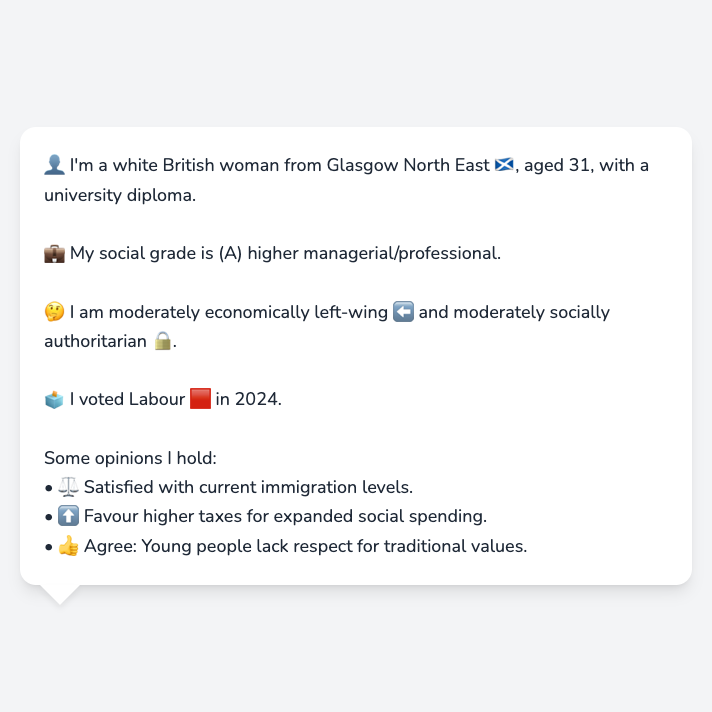 👤 I'm a white British woman from Glasgow North East 🏴󠁧󠁢󠁳󠁣󠁴󠁿, aged 31, with a
university diploma.
💼 My social grade is (A) higher managerial/professional.
🤔 I am moderately economically left-wing ⬅️ and moderately socially
authoritarian 🔒.
🗳️ I voted Labour 🟥 in 2024.
Some opinions I hold:
• ⚖️ Satisfied with current immigration levels.
• ⬆️ Favour higher taxes for expanded social spending.
• 👍 Agree: Young people lack respect for traditional values.